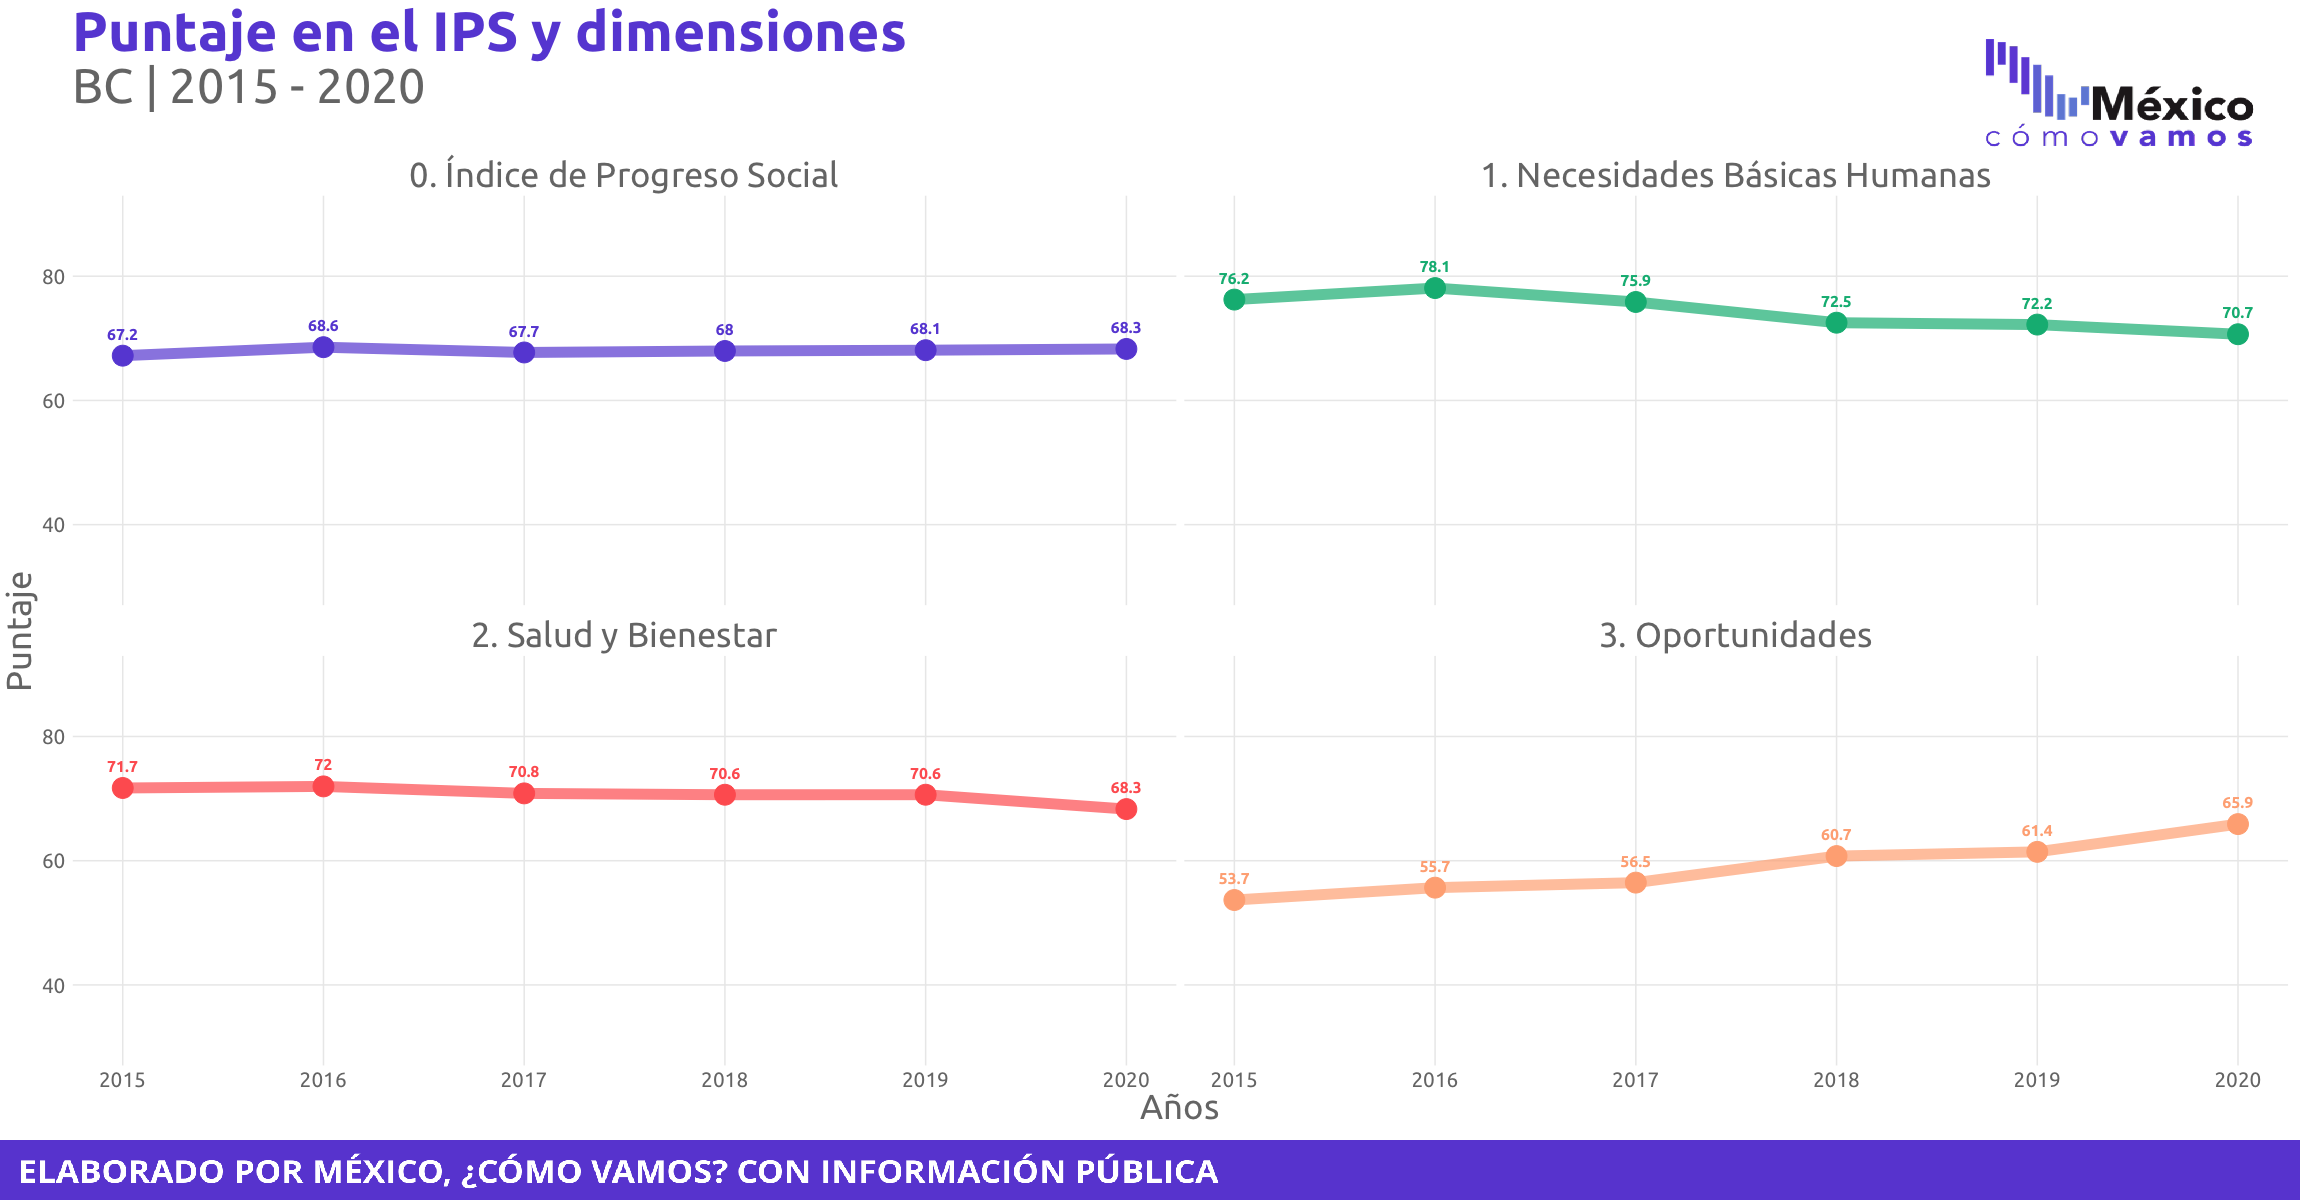 Puntaje en el IPS y dimensiones
BC | 2015 - 2020
México
cómovamos
0. Índice de Progreso Social
1. Necesidades Básicas Humanas
80
60
40
67.2
68.6
67.7
68
68.1
68.3
76.2
78.1
75.9
72.5
72.2
70.7
Puntaje
2. Salud y Bienestar
3. Oportunidades
80
60
40
71.7
72
70.8
70.6
70.6
68.3
53.7
55.7
56.5
60.7
61.4
65.9
2015 2016 2017 2018 2019 2020 2015 2016 2017 2018 2019 2020
Años
ELABORADO POR MÉXICO, ¿CÓMO VAMOS? CON INFORMACIÓN PÚBLICA